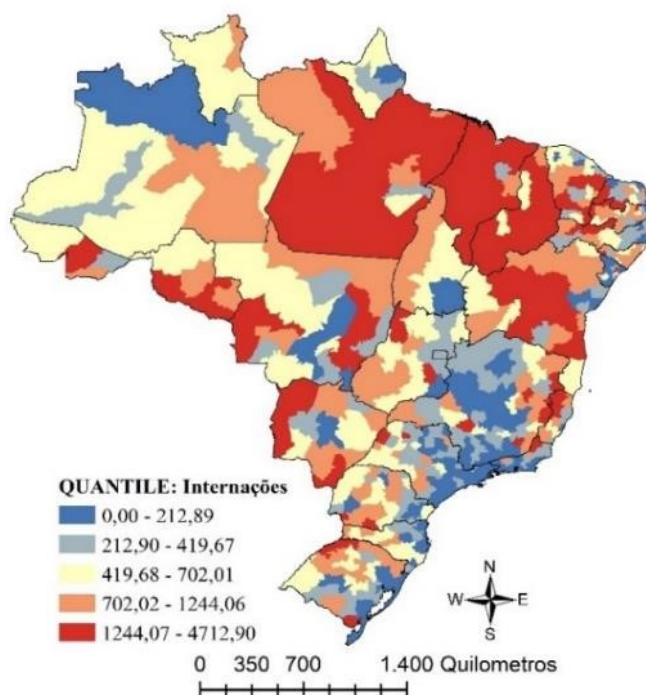 QUANTILE: Internações
0,00 - 212,89
212,90 - 419,67
419,68 - 702,01
702,02 - 1244,06
1244,07 - 4712,90
N
W E
S
0 350 700 1.400 Quilometros